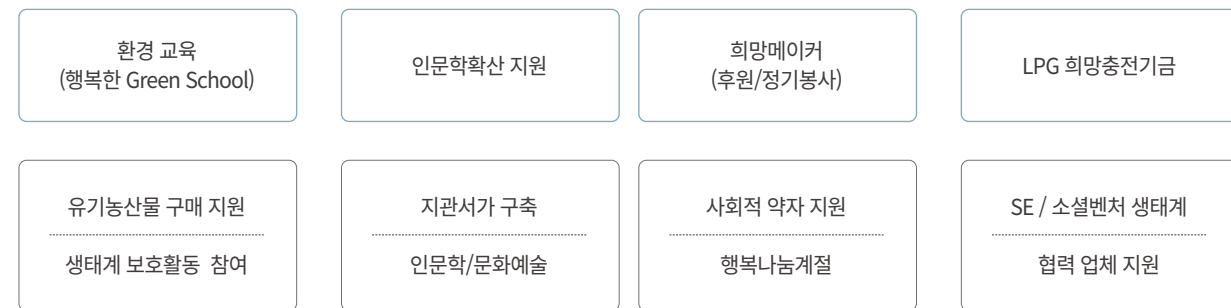 환경 교육
(행복한 Green School)
인문학확산 지원
희망메이커
(후원/정기봉사)
LPG 희망충전기금
유기농산물 구매 지원
생태계 보호활동 참여
지관서가 구축
인문학/문화예술
사회적 약자 지원
행복나눔계절
SE / 소셜벤처 생태계
협력 업체 지원